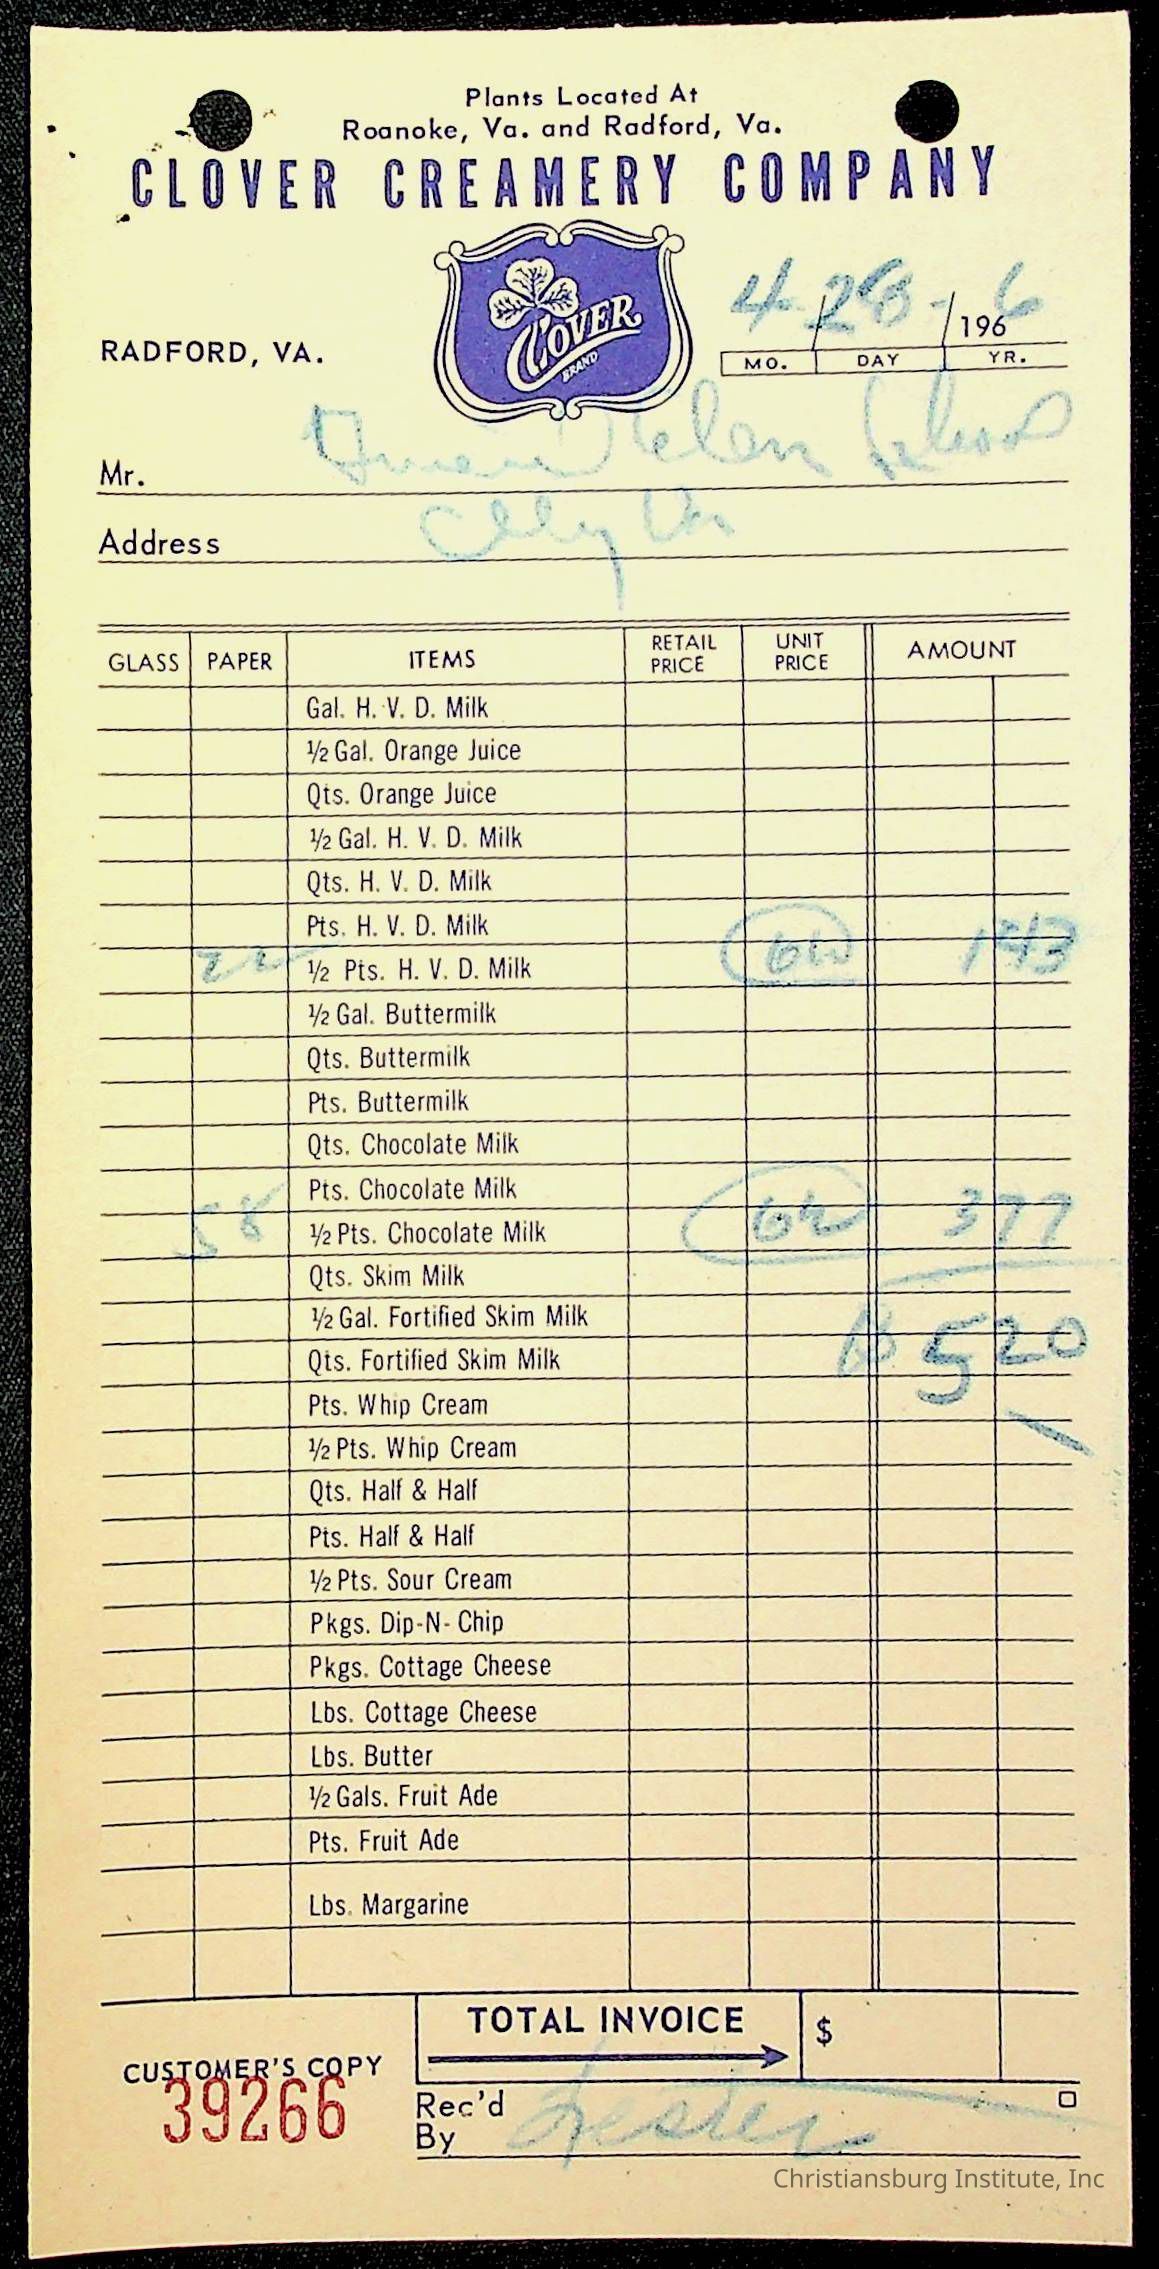 Plants Located At
Roanoke, Va. and Radford, Va.
CLOVER CREAMERY COMPANY
CLOVER
BRAND
4-28-6
196
RADFORD, VA.
MO. DAY YR.
Mr.
Address
GLASS PAPER ITEMS RETAIL PRICE UNIT PRICE AMOUNT
Gal. H. V. D. Milk
½ Gal. Orange Juice
Qts. Orange Juice
½ Gal. H. V. D. Milk
Qts. H. V. D. Milk
Pts. H. V. D. Milk
22 ½ Pts. H. V. D. Milk 143
½ Gal. Buttermilk
Qts. Buttermilk
Pts. Buttermilk
Qts. Chocolate Milk
Pts. Chocolate Milk
58 ½ Pts. Chocolate Milk 377
Qts. Skim Milk
½ Gal. Fortified Skim Milk
Qts. Fortified Skim Milk 520
Pts. Whip Cream
½ Pts. Whip Cream
Qts. Half & Half
Pts. Half & Half
½ Pts. Sour Cream
Pkgs. Dip-N-Chip
Pkgs. Cottage Cheese
Lbs. Cottage Cheese
Lbs. Butter
½ Gals. Fruit Ade
Pts. Fruit Ade
Lbs. Margarine
TOTAL INVOICE $
CUSTOMER'S COPY
39266
Rec'd
By
Christiansburg Institute, Inc